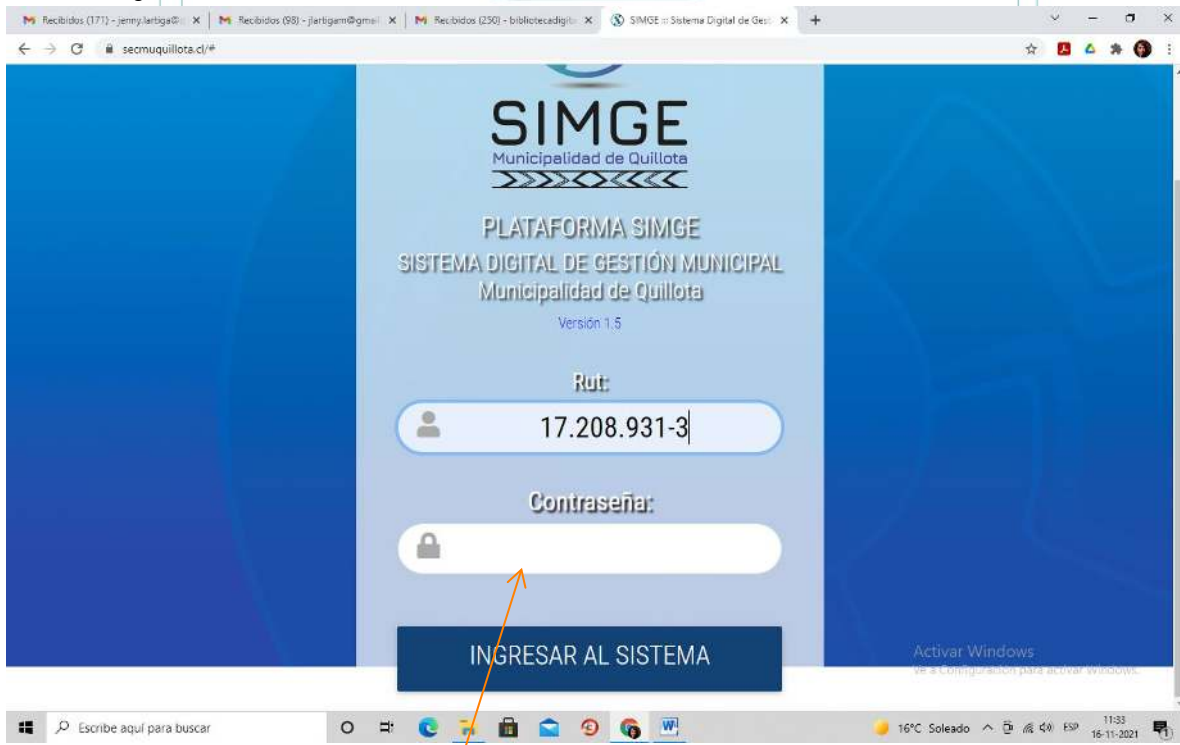 Recibidos (171) - jenny.lartiga@
Recibidos (98) - jlartigam@gmail
Recibidos (250) - bibliotecadigita
SIMGE ::: Sistema Digital de Gest
secmuquillota.cl/#
SIMGE
Municipalidad de Quillota
PLATAFORMA SIMGE
SISTEMA DIGITAL DE GESTIÓN MUNICIPAL
Municipalidad de Quillota
Versión 1.5
Rut:
17.208.931-3
Contraseña:
INGRESAR AL SISTEMA
Activar Windows
Ve a Configuración para activar Windows.
Escribe aquí para buscar
16°C Soleado
ESP
11:33
16-11-2021